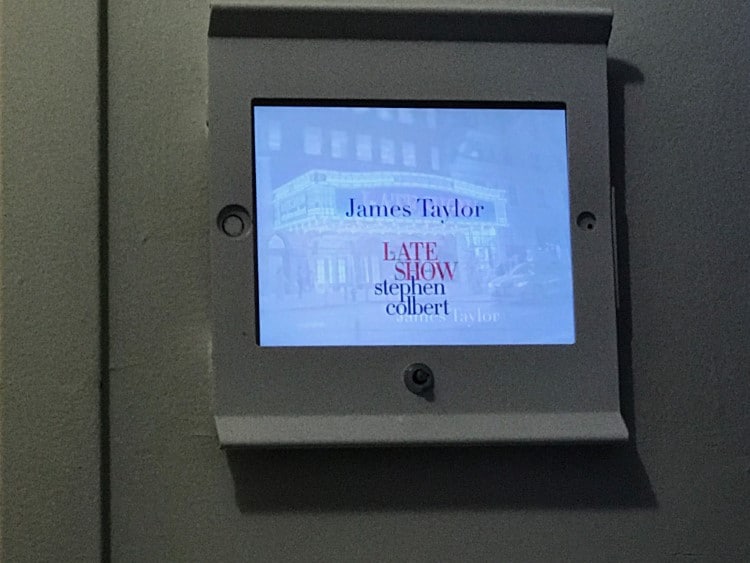 James Taylor
LATE
SHOW
stephen
colbert
James Taylor